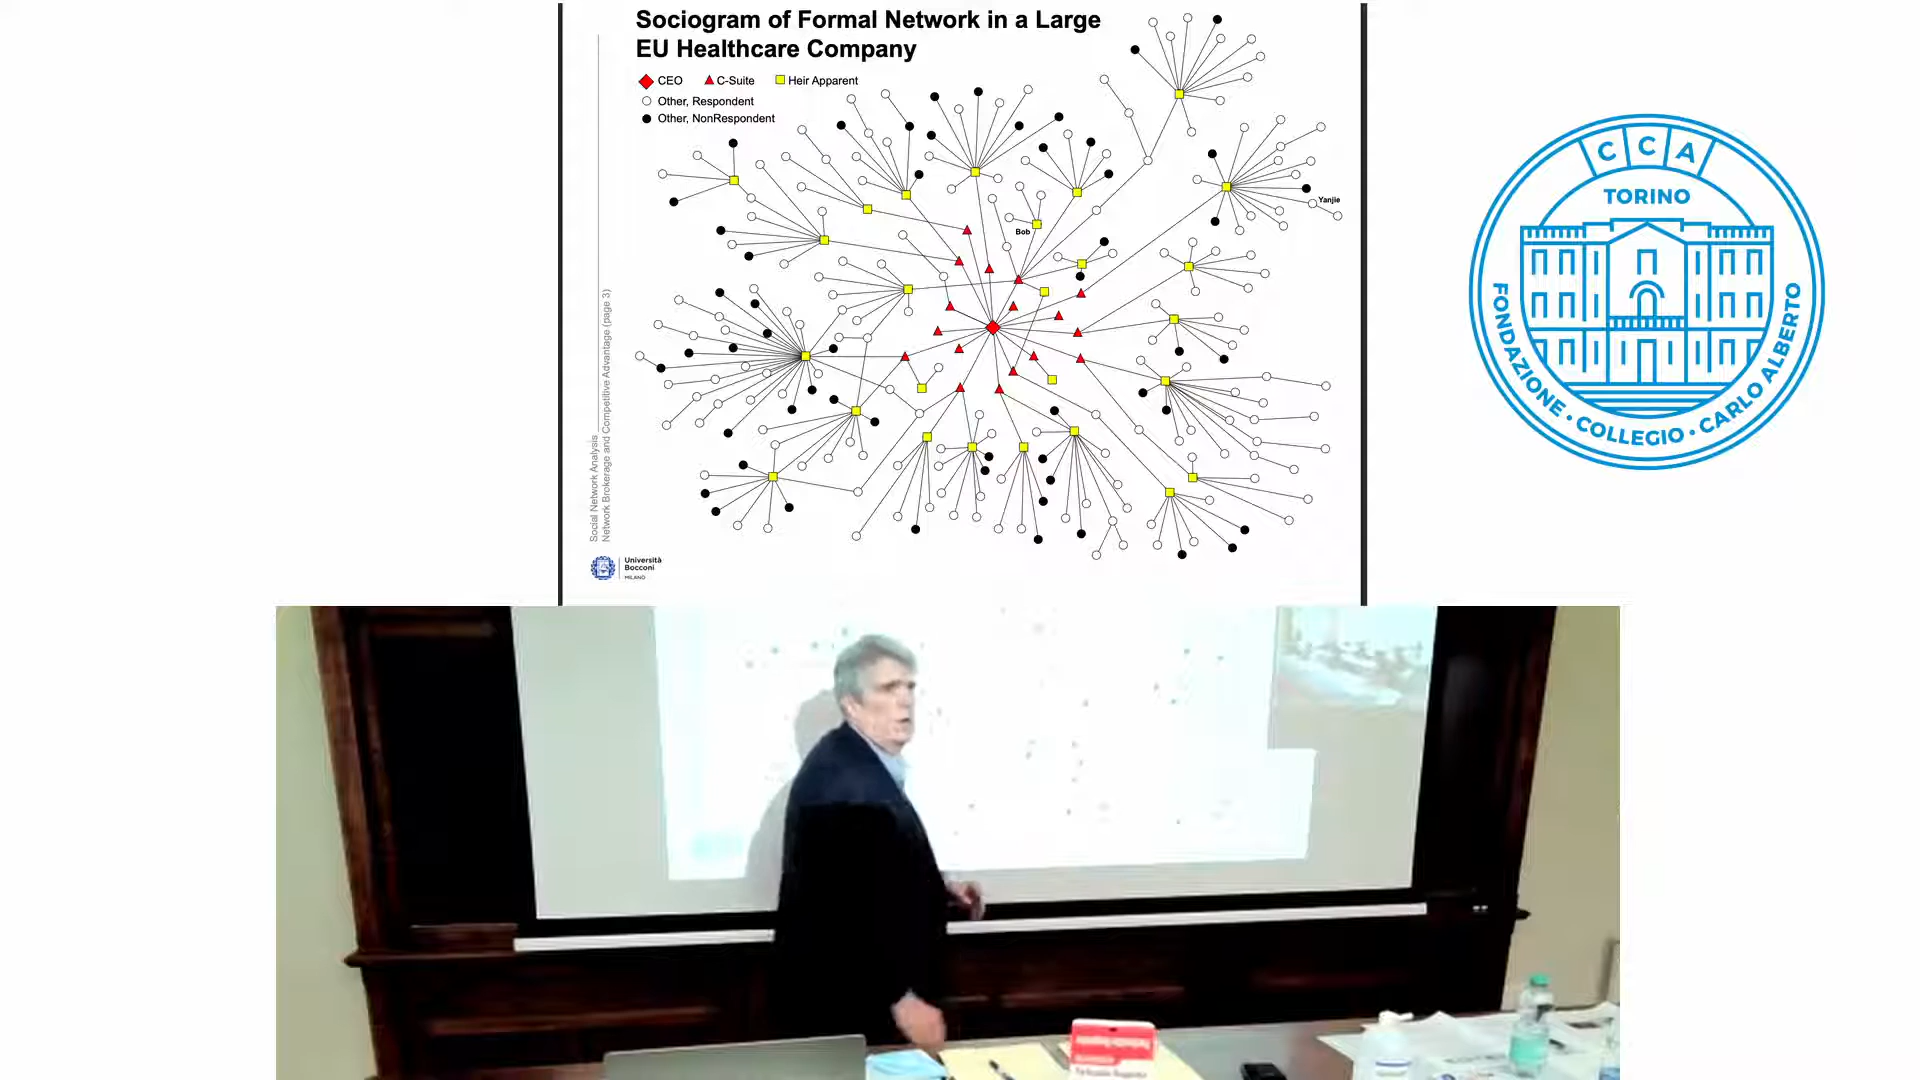 Sociogram of Formal Network in a Large
EU Healthcare Company
CEO
C-Suite
Heir Apparent
Other, Respondent
Other, NonRespondent
Yanjie
Bob
Social Network Analysis
Network Brokerage and Competitive Advantage (page 3)
Università
Bocconi
MILANO
CCA
TORINO
FONDAZIONE · COLLEGIO · CARLO ALBERTO